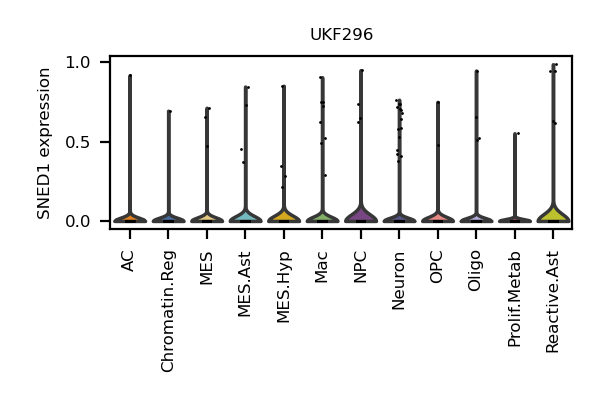 UKF296
SNED1 expression
1.0
0.5
0.0
AC
Chromatin.Reg
MES
MES.Ast
MES.Hyp
Mac
NPC
Neuron
OPC
Oligo
Prolif.Metab
Reactive.Ast